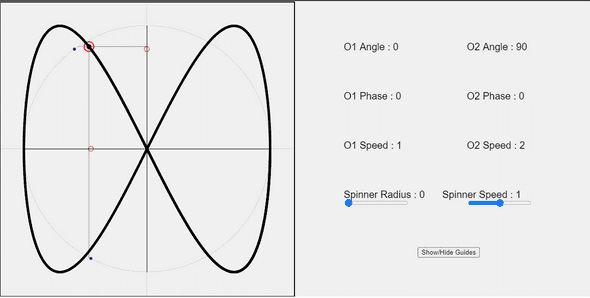 O1 Angle : 0 O2 Angle : 90
O1 Phase : 0 O2 Phase : 0
O1 Speed : 1 O2 Speed : 2
Spinner Radius : 0 Spinner Speed : 1
Show/Hide Guides